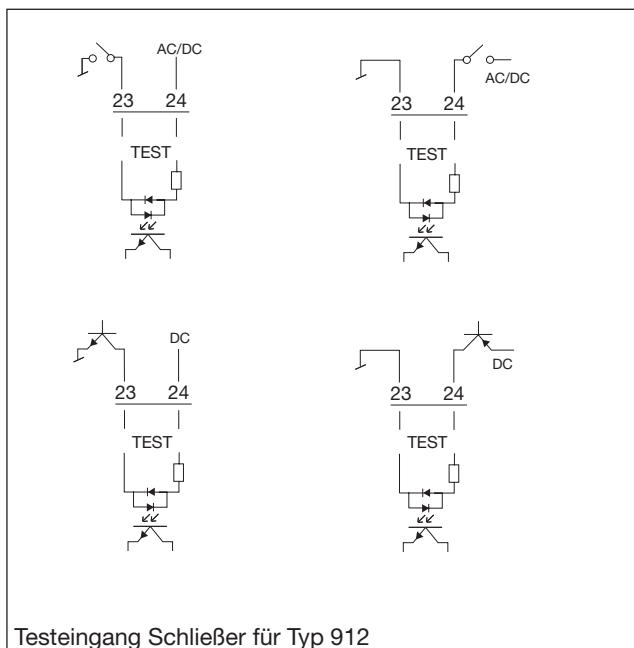 AC/DC
23 24
TEST
AC/DC
23 24
TEST
DC
23 24
TEST
DC
23 24
TEST
Testeingang Schließer für Typ 912